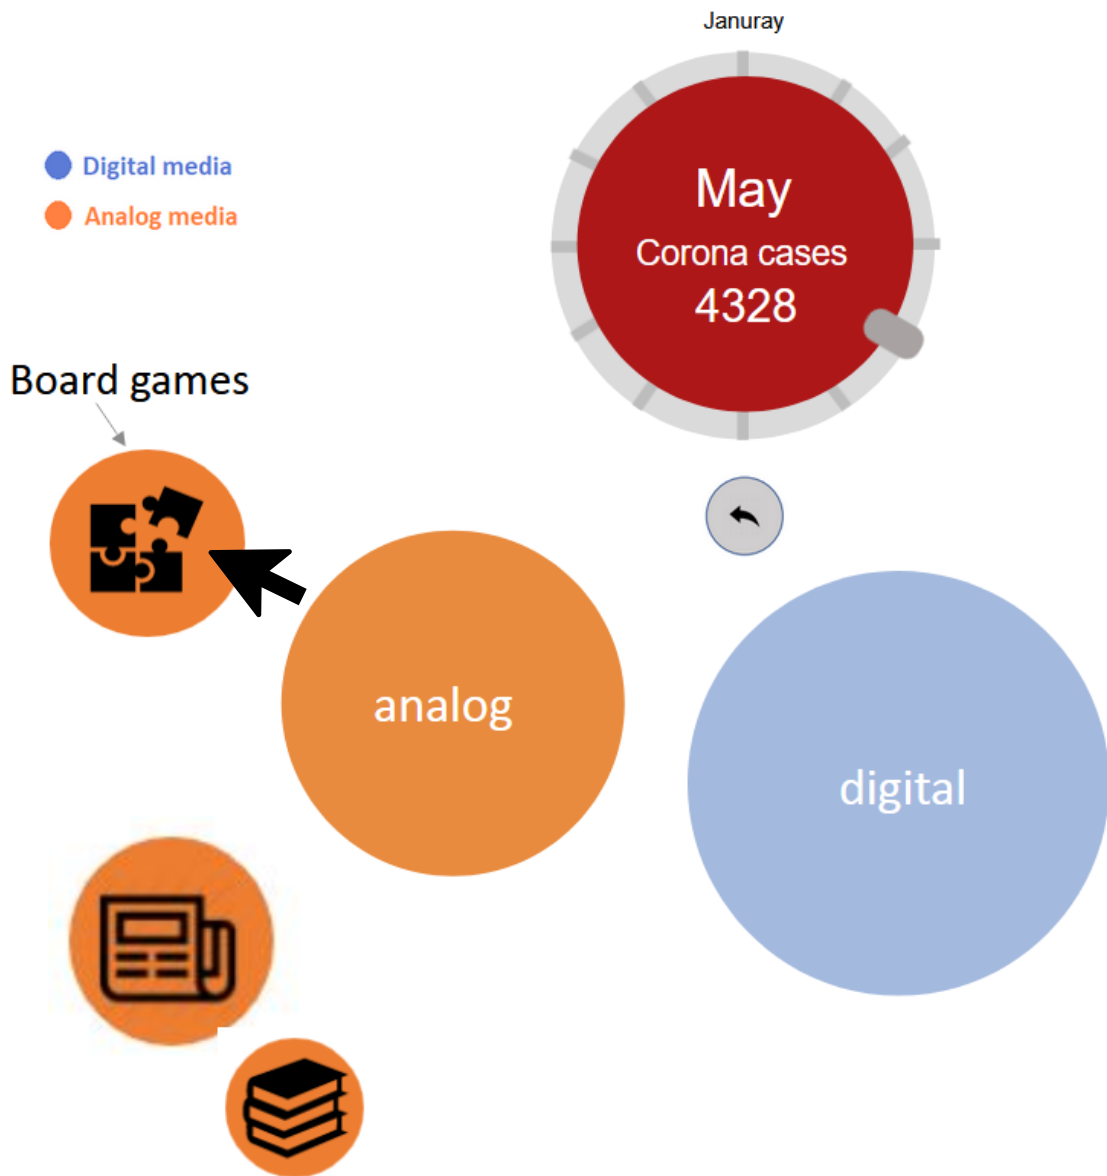 Januray
Digital media
Analog media
May
Corona cases
4328
Board games
analog
digital